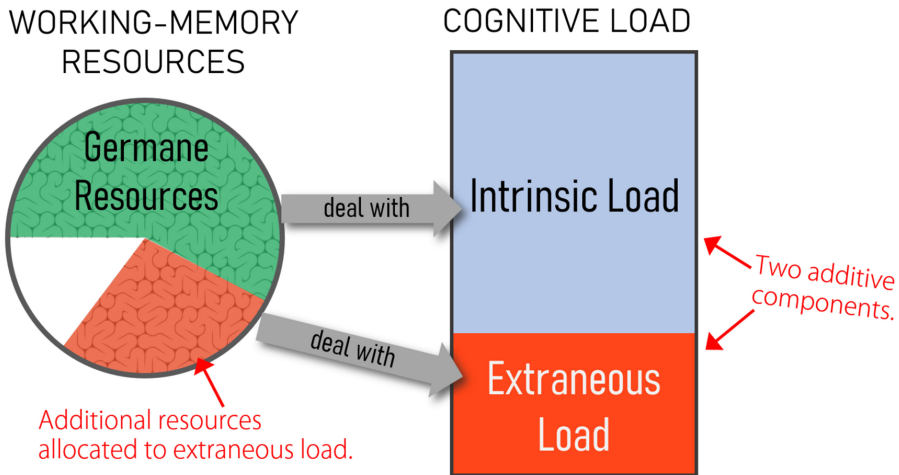 WORKING-MEMORY
RESOURCES
COGNITIVE LOAD
Germane
Resources
deal with
Intrinsic Load
Two additive
components.
deal with
Extraneous
Load
Additional resources
allocated to extraneous load.